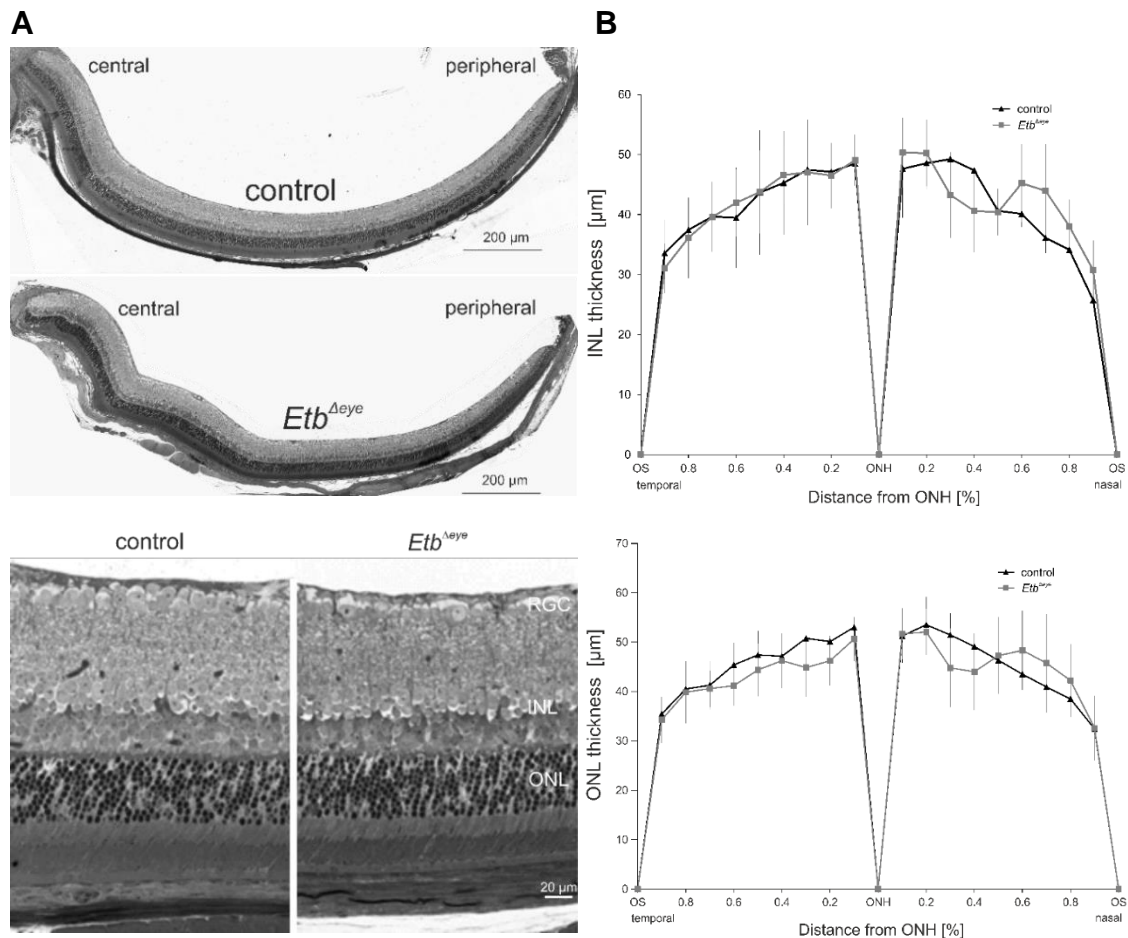 A
central
peripheral
control
200 µm
central
peripheral
Etb^Δeye
200 µm
control
Etb^Δeye
RGC
INL
ONL
20 µm
B
60
50
40
30
20
10
0
INL thickness [µm]
control
Etb^Δeye
OS 0.8 0.6 0.4 0.2 ONH 0.2 0.4 0.6 0.8 OS
temporal nasal
Distance from ONH [%]
70
60
50
40
30
20
10
0
ONL thickness [µm]
control
Etb^Δeye
OS 0.8 0.6 0.4 0.2 ONH 0.2 0.4 0.6 0.8 OS
temporal nasal
Distance from ONH [%]